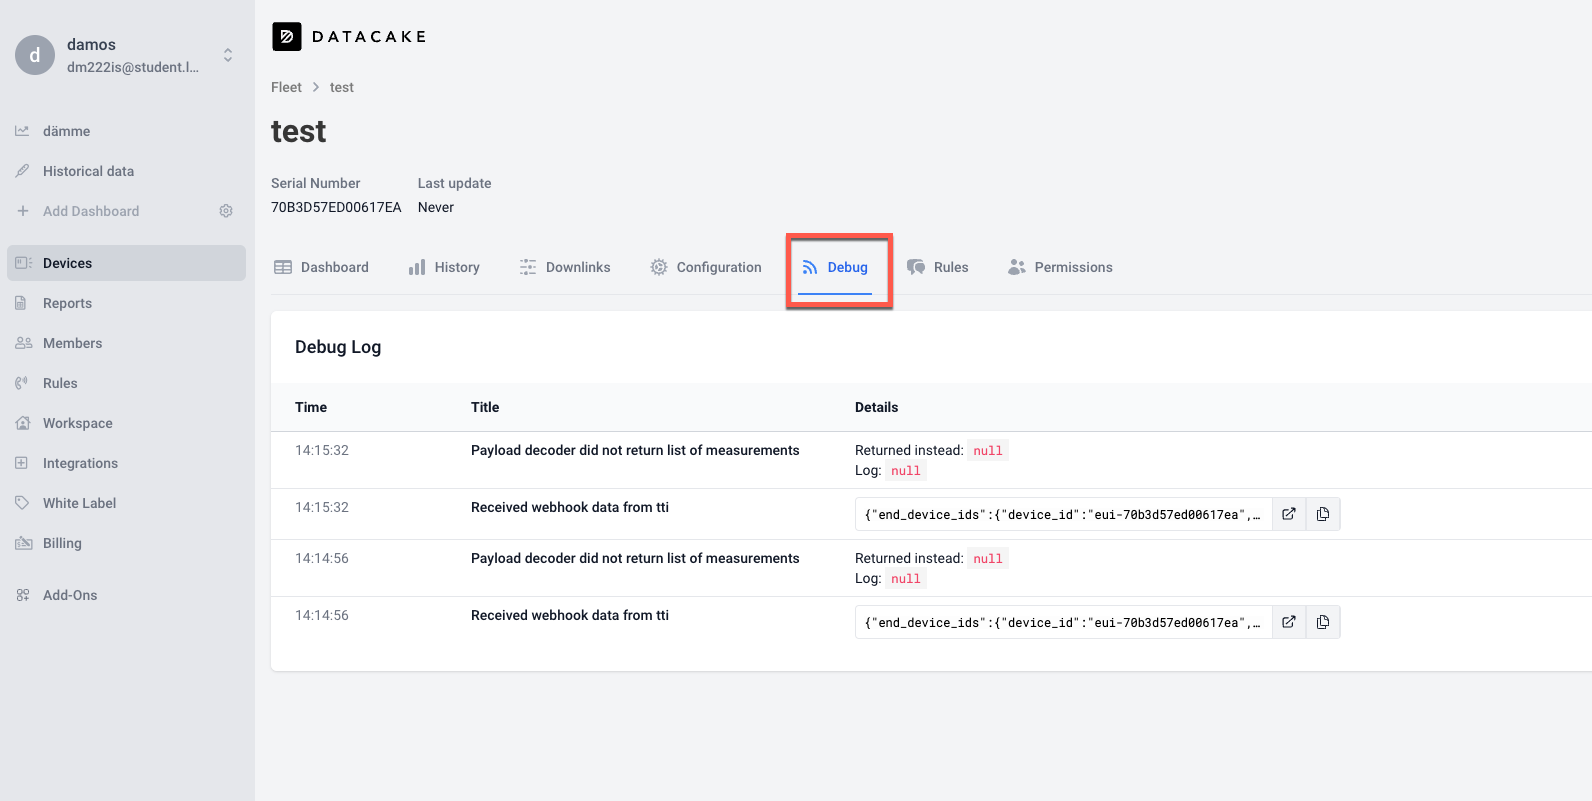 d
damos
dm222is@student.l...
dämme
Historical data
Add Dashboard
Devices
Reports
Members
Rules
Workspace
Integrations
White Label
Billing
Add-Ons
DATACAKE
Fleet > test
test
Serial Number Last update
70B3D57ED00617EA Never
Dashboard History Downlinks Configuration Debug Rules Permissions
Debug Log
Time Title Details
14:15:32 Payload decoder did not return list of measurements Returned instead: null
Log: null
14:15:32 Received webhook data from tti {"end_device_ids":{"device_id":"eui-70b3d57ed00617ea",…
14:14:56 Payload decoder did not return list of measurements Returned instead: null
Log: null
14:14:56 Received webhook data from tti {"end_device_ids":{"device_id":"eui-70b3d57ed00617ea",…